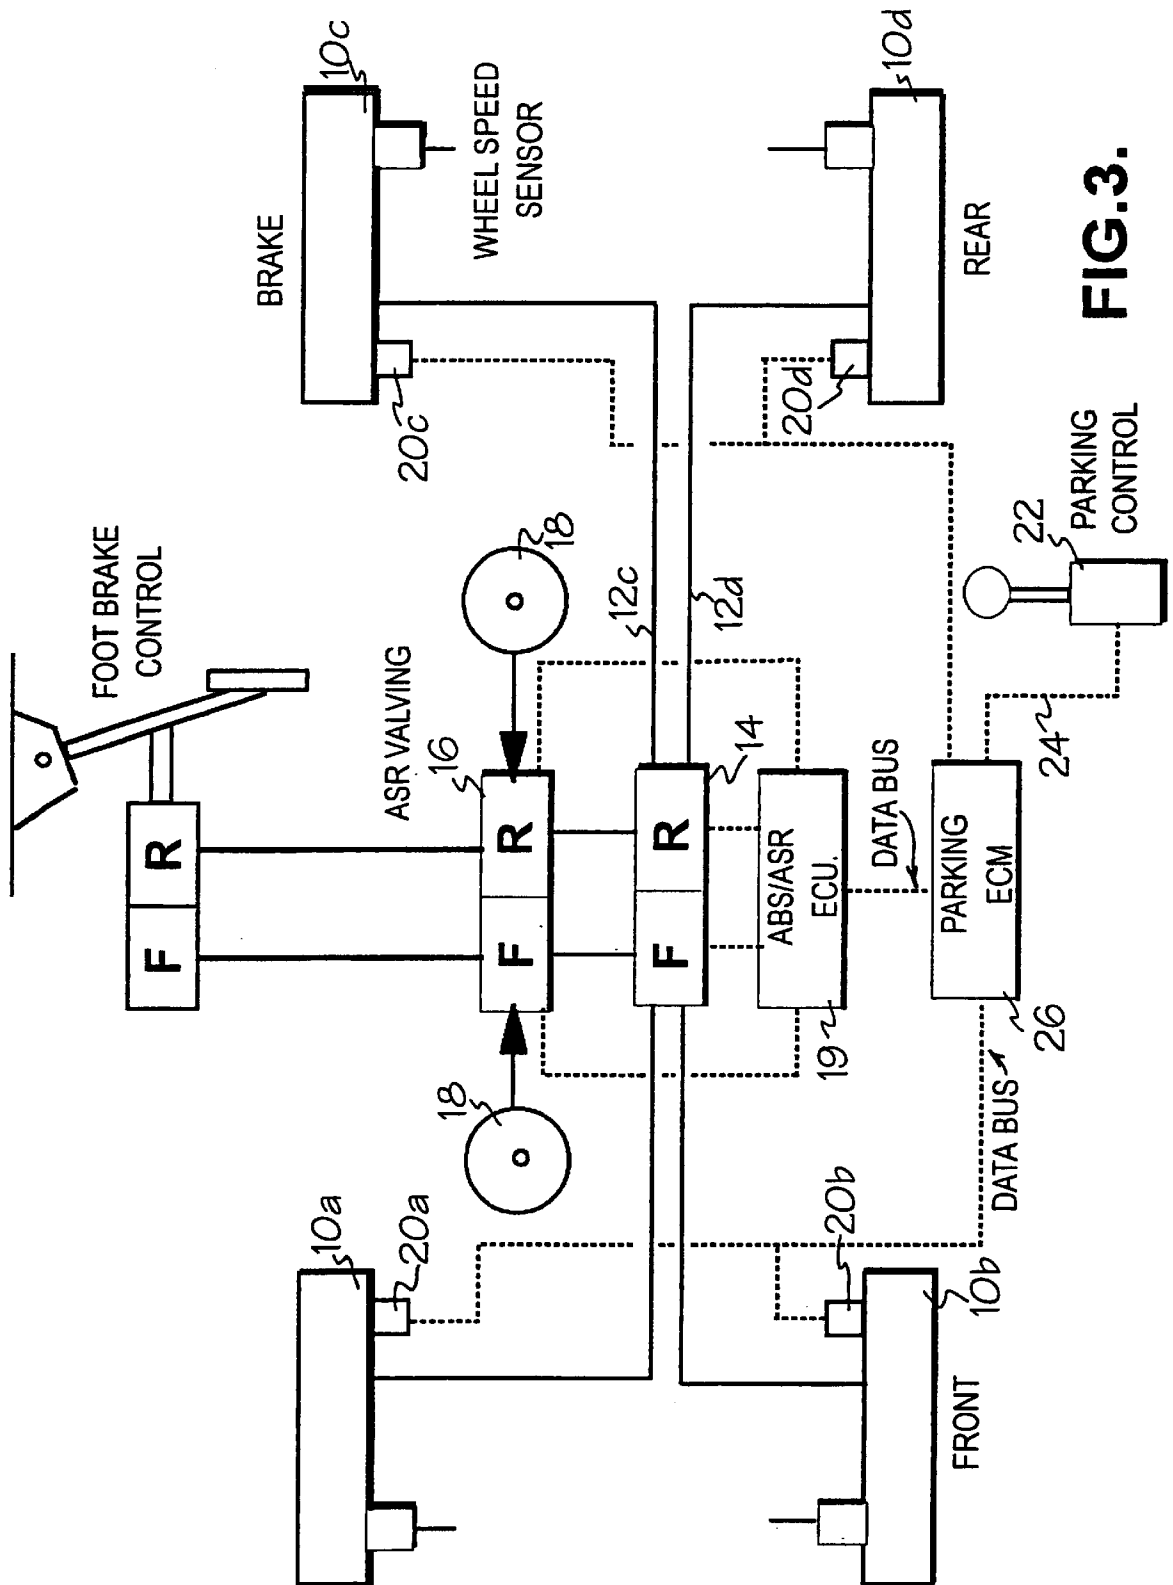 FOOT BRAKE
CONTROL
F
R
BRAKE
10c
10a
18
ASR VALVING
16
18
WHEEL SPEED
SENSOR
20a
F
R
20c
12c
F
R
14
12d
ABS/ASR
ECU.
19
20b
20d
10d
DATA BUS
10b
PARKING
ECM
26
FRONT
DATA BUS
24
22
REAR
PARKING
CONTROL
FIG.3.